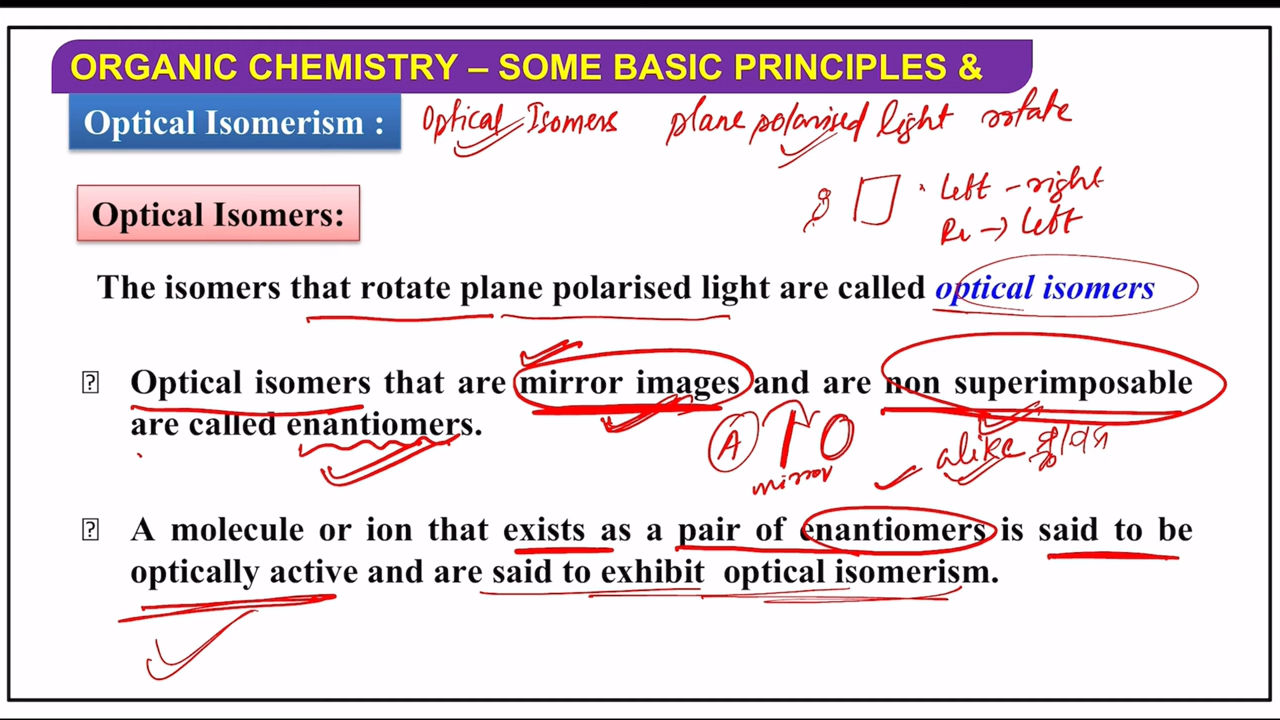 ORGANIC CHEMISTRY – SOME BASIC PRINCIPLES &
Optical Isomerism : Optical Isomers plane polarised light rotate
left - right
Re → left
Optical Isomers:
The isomers that rotate plane polarised light are called optical isomers
Optical isomers that are mirror images and are non superimposable
are called enantiomers.
A
mirror
alike
A molecule or ion that exists as a pair of enantiomers is said to be
optically active and are said to exhibit optical isomerism.